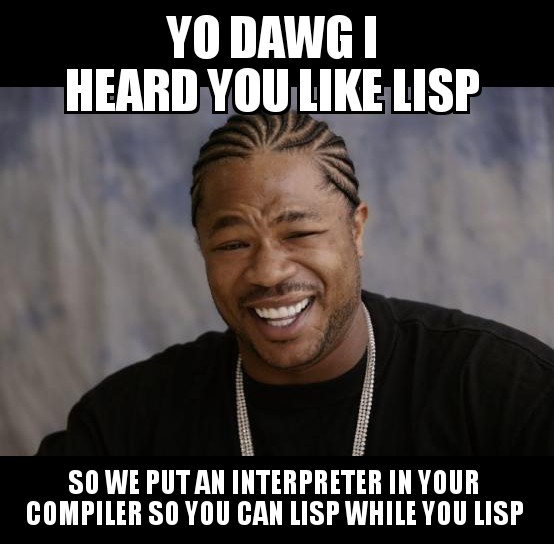 YO DAWG I
HEARD YOU LIKE LISP
SO WE PUT AN INTERPRETER IN YOUR
COMPILER SO YOU CAN LISP WHILE YOU LISP